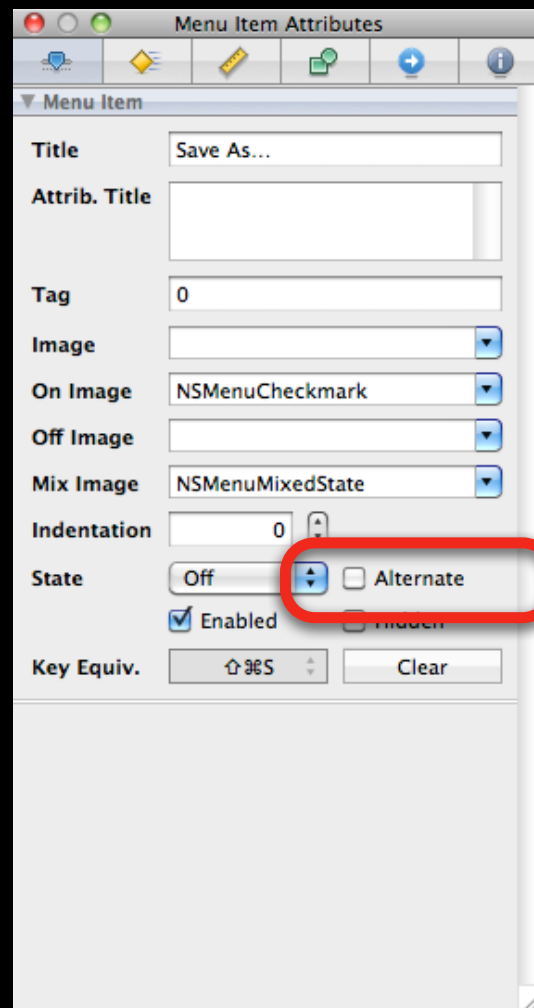 Menu Item Attributes
Menu Item
Title Save As...
Attrib. Title
Tag 0
Image
On Image NSMenuCheckmark
Off Image
Mix Image NSMenuMixedState
Indentation 0
State Off Alternate
Enabled Hidden
Key Equiv. ⇧⌘S Clear